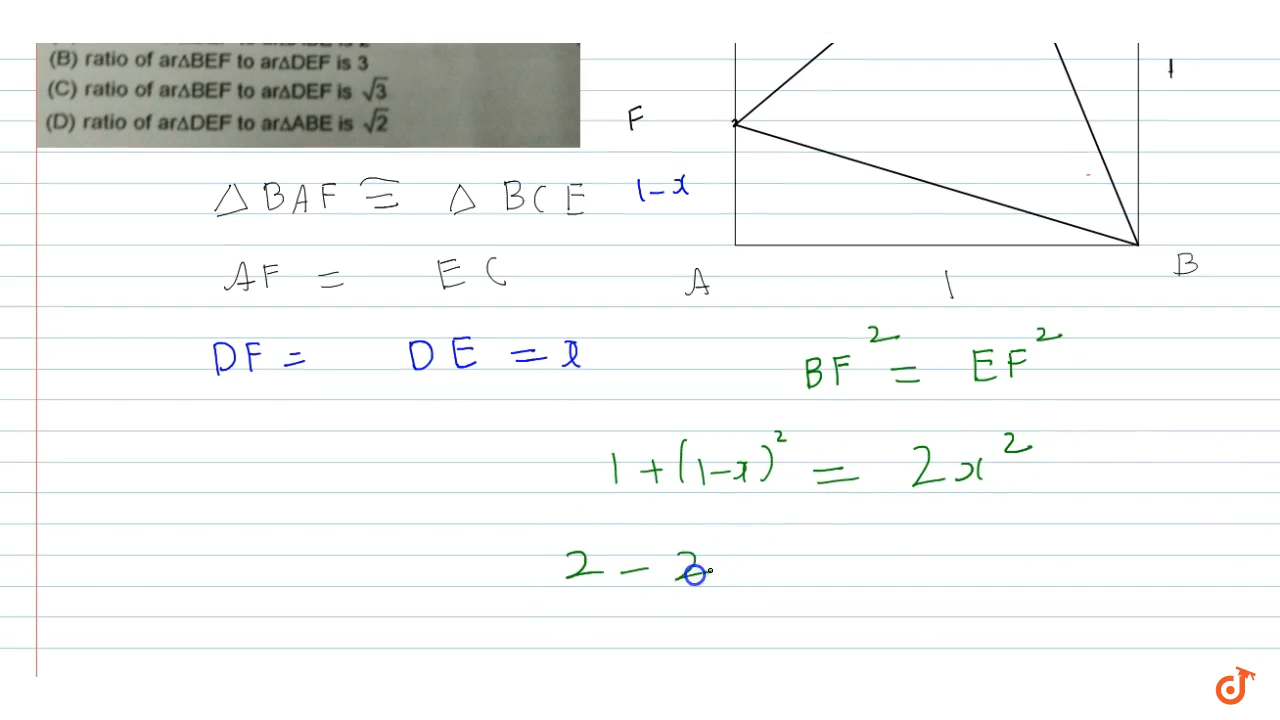 (B) ratio of ar∆BEF to ar∆DEF is 3
(C) ratio of ar∆BEF to ar∆DEF is √3
(D) ratio of ar∆DEF to ar∆ABE is √2
F
1
1-x
△ BAF ≅ △ BCE
A
B
1
AF = EC
DF = DE = x
BF² = EF²
1 + (1-x)² = 2x²
2 - 2